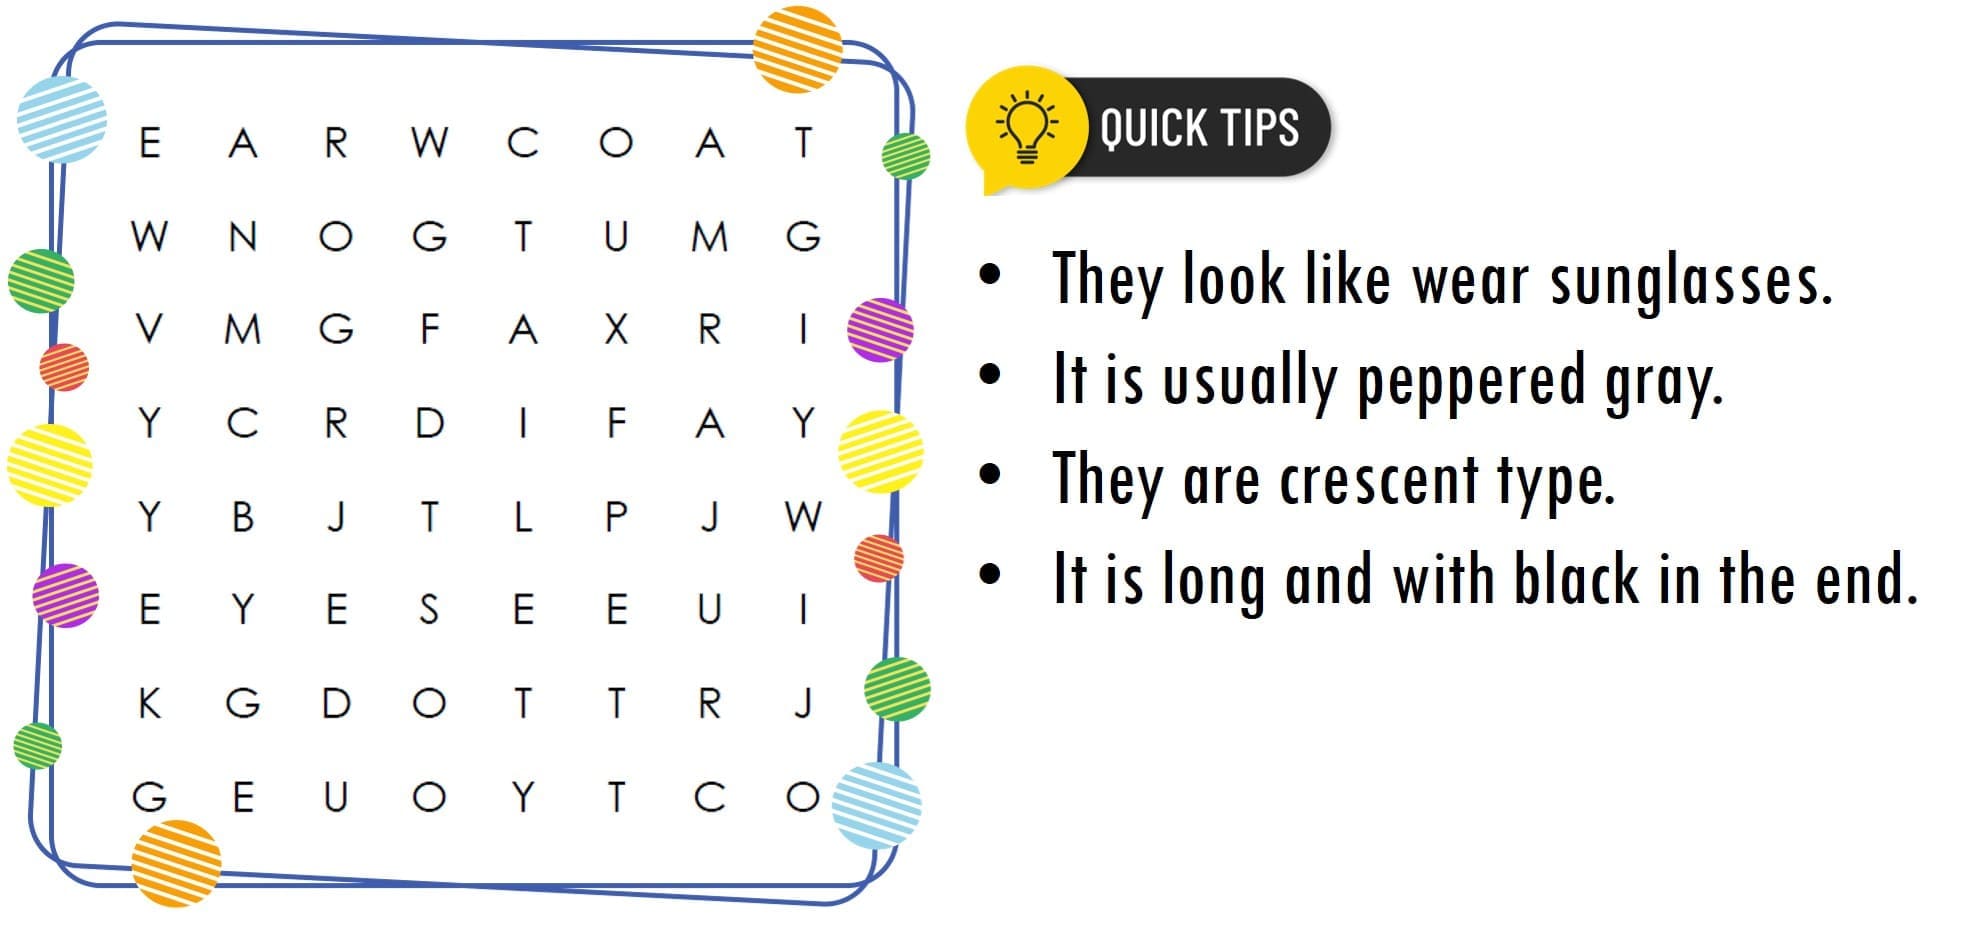 E A R W C O A T
W N O G T U M G
V M G F A X R I
Y C R D I F A Y
Y B J T L P J W
E Y E S E E U I
K G D O T T R J
G E U O Y T C O
QUICK TIPS
• They look like wear sunglasses.
• It is usually peppered gray.
• They are crescent type.
• It is long and with black in the end.